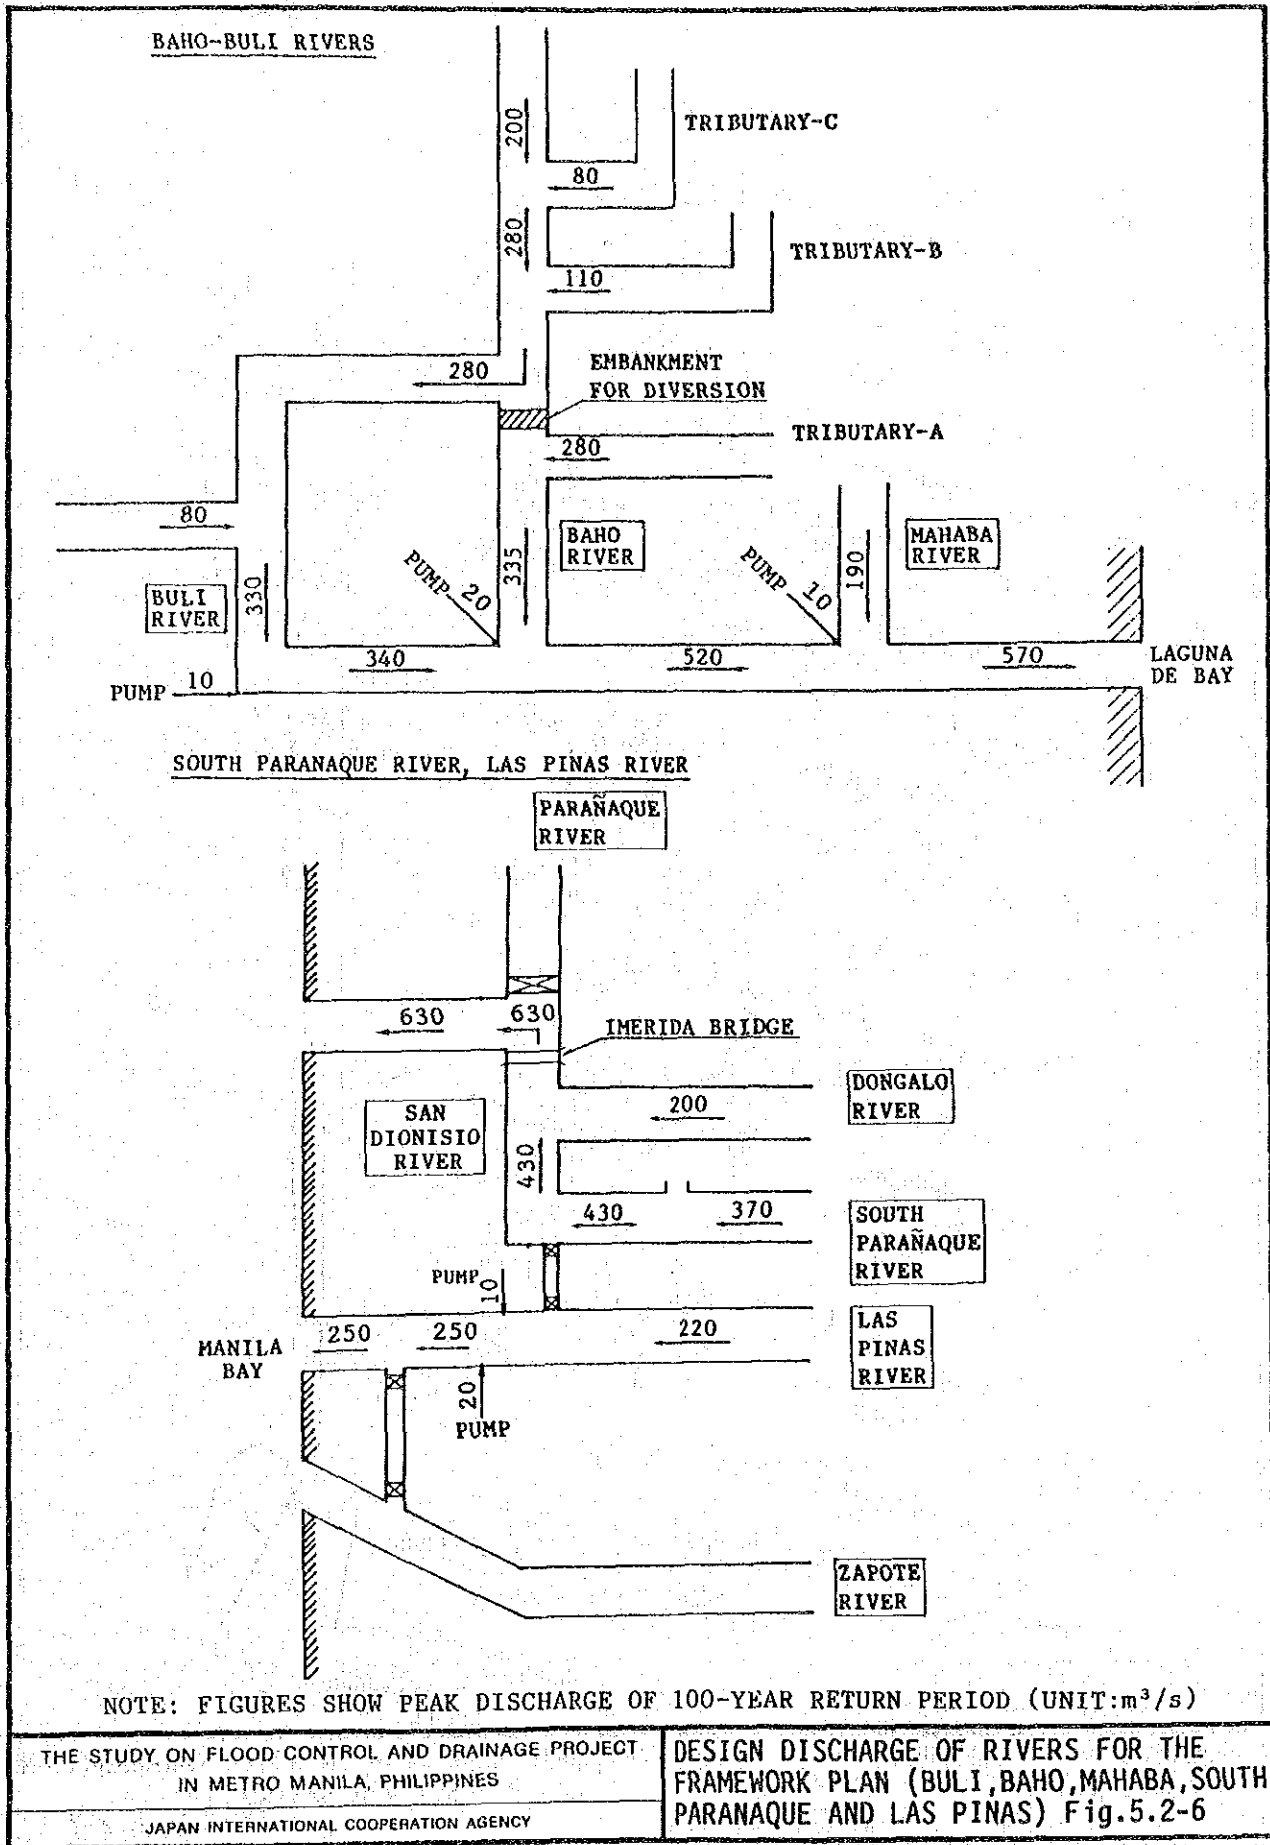 BAHO-BULI RIVERS
200
TRIBUTARY-C
80
280
TRIBUTARY-B
110
280
EMBANKMENT
FOR DIVERSION
280
TRIBUTARY-A
80
BULI
RIVER
330
PUMP 20
335
BAHO
RIVER
PUMP 10
190
MAHABA
RIVER
340
520
570
LAGUNA
DE BAY
PUMP 10
SOUTH PARANAQUE RIVER, LAS PINAS RIVER
PARAÑAQUE
RIVER
630
630
IMERIDA BRIDGE
SAN
DIONISIO
RIVER
200
DONGALO
RIVER
430
430
370
SOUTH
PARAÑAQUE
RIVER
PUMP 10
MANILA
BAY
250
250
220
LAS
PINAS
RIVER
20
PUMP
ZAPOTE
RIVER
NOTE: FIGURES SHOW PEAK DISCHARGE OF 100-YEAR RETURN PERIOD (UNIT:m³/s)
THE STUDY ON FLOOD CONTROL AND DRAINAGE PROJECT
IN METRO MANILA, PHILIPPINES
JAPAN INTERNATIONAL COOPERATION AGENCY
DESIGN DISCHARGE OF RIVERS FOR THE
FRAMEWORK PLAN (BULI,BAHO,MAHABA,SOUTH
PARANAQUE AND LAS PINAS) Fig.5.2-6